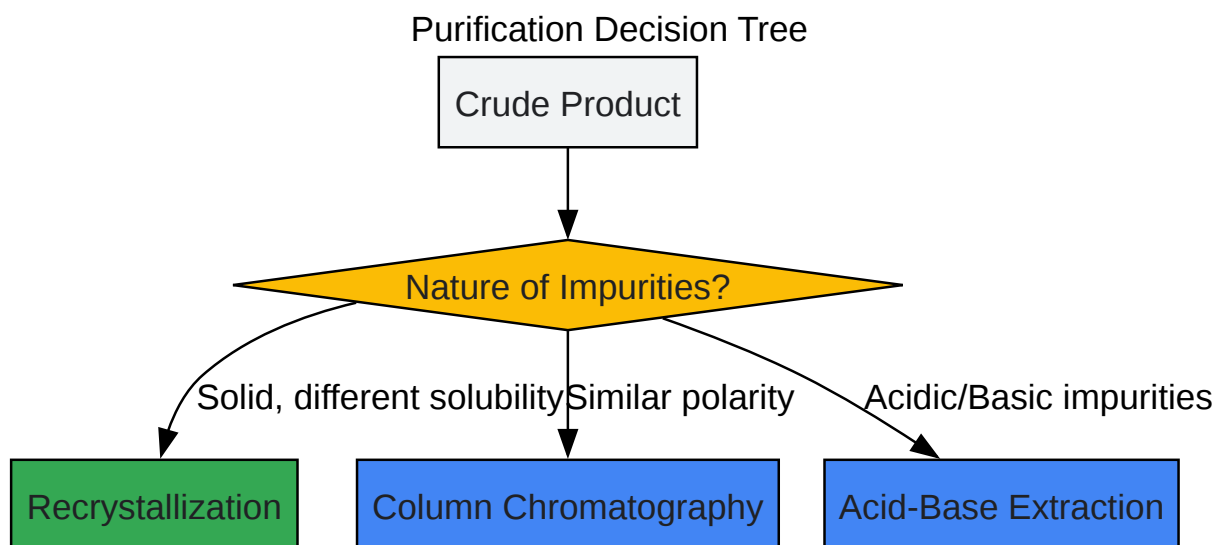 Purification Decision Tree
Crude Product
Nature of Impurities?
Solid, different solubility
Similar polarity
Acidic/Basic impurities
Recrystallization
Column Chromatography
Acid-Base Extraction